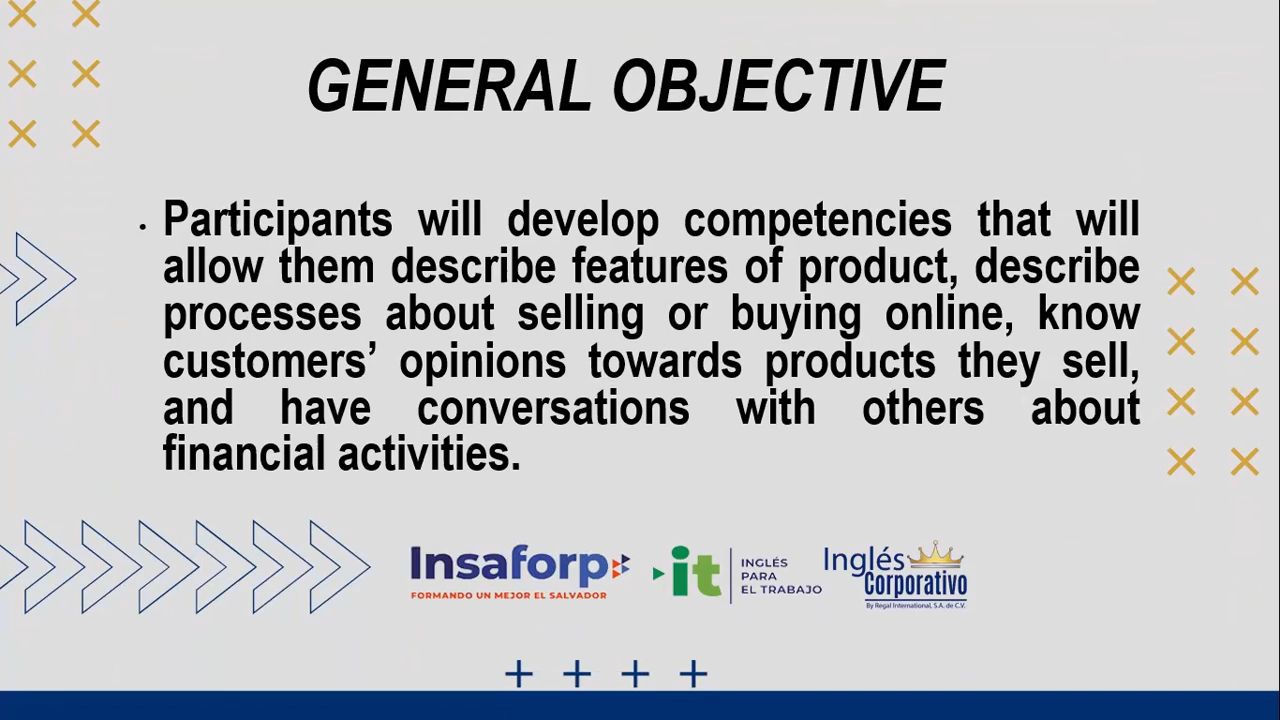 GENERAL OBJECTIVE
• Participants will develop competencies that will
allow them describe features of product, describe
processes about selling or buying online, know
customers’ opinions towards products they sell,
and have conversations with others about
financial activities.
Insaforp
FORMANDO UN MEJOR EL SALVADOR
it
INGLÉS
PARA
EL TRABAJO
Inglés
Corporativo
By Regal International, S.A. de C.V.